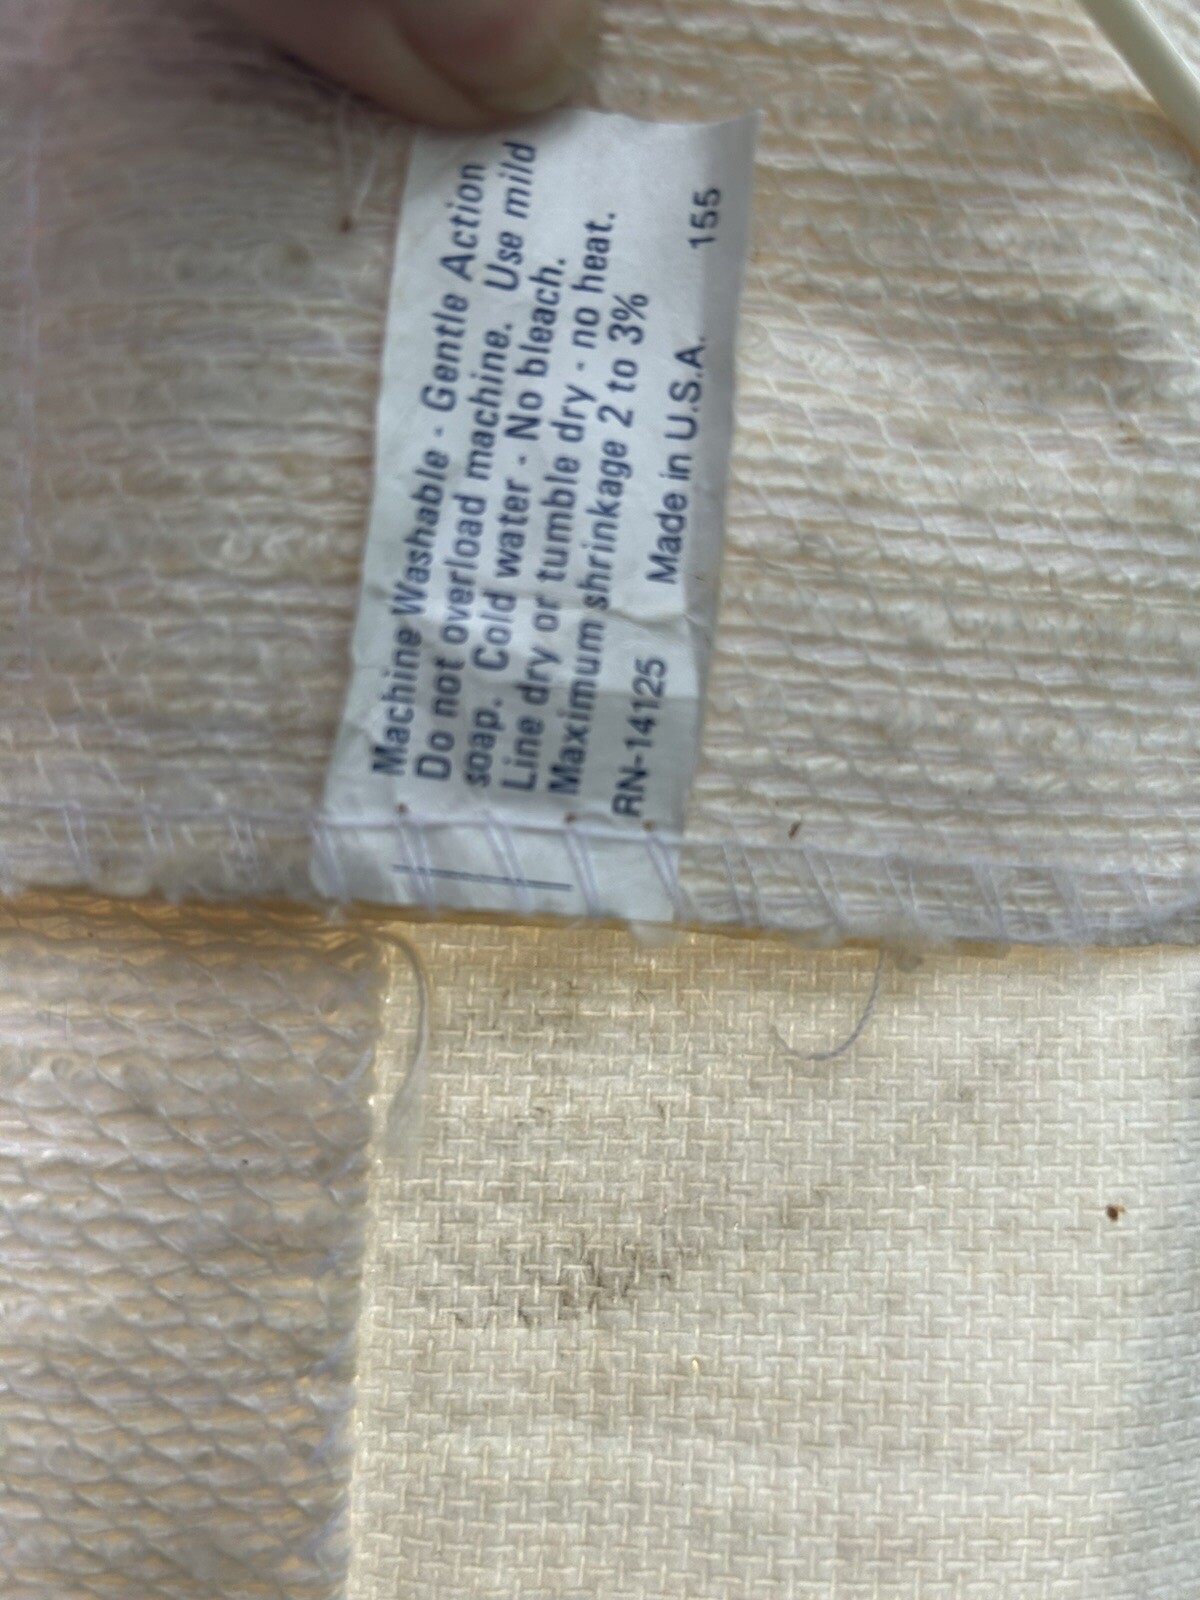 Machine Washable - Gentle Action
Do not overload machine. Use mild
soap. Cold water - No bleach.
Line dry or tumble dry - no heat.
Maximum shrinkage 2 to 3%
RN-14125 Made in U.S.A. 155